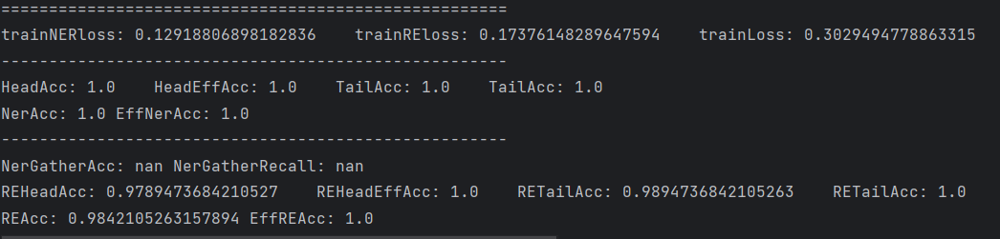 =====================================================
trainNERloss: 0.12918806898182836    trainREloss: 0.17376148289647594    trainLoss: 0.3029494778863315
-----------------------------------------------------
HeadAcc: 1.0    HeadEffAcc: 1.0    TailAcc: 1.0    TailAcc: 1.0
NerAcc: 1.0 EffNerAcc: 1.0
-----------------------------------------------------
NerGatherAcc: nan NerGatherRecall: nan
REHeadAcc: 0.9789473684210527    REHeadEffAcc: 1.0    RETailAcc: 0.9894736842105263    RETailAcc: 1.0
REAcc: 0.9842105263157894 EffREAcc: 1.0